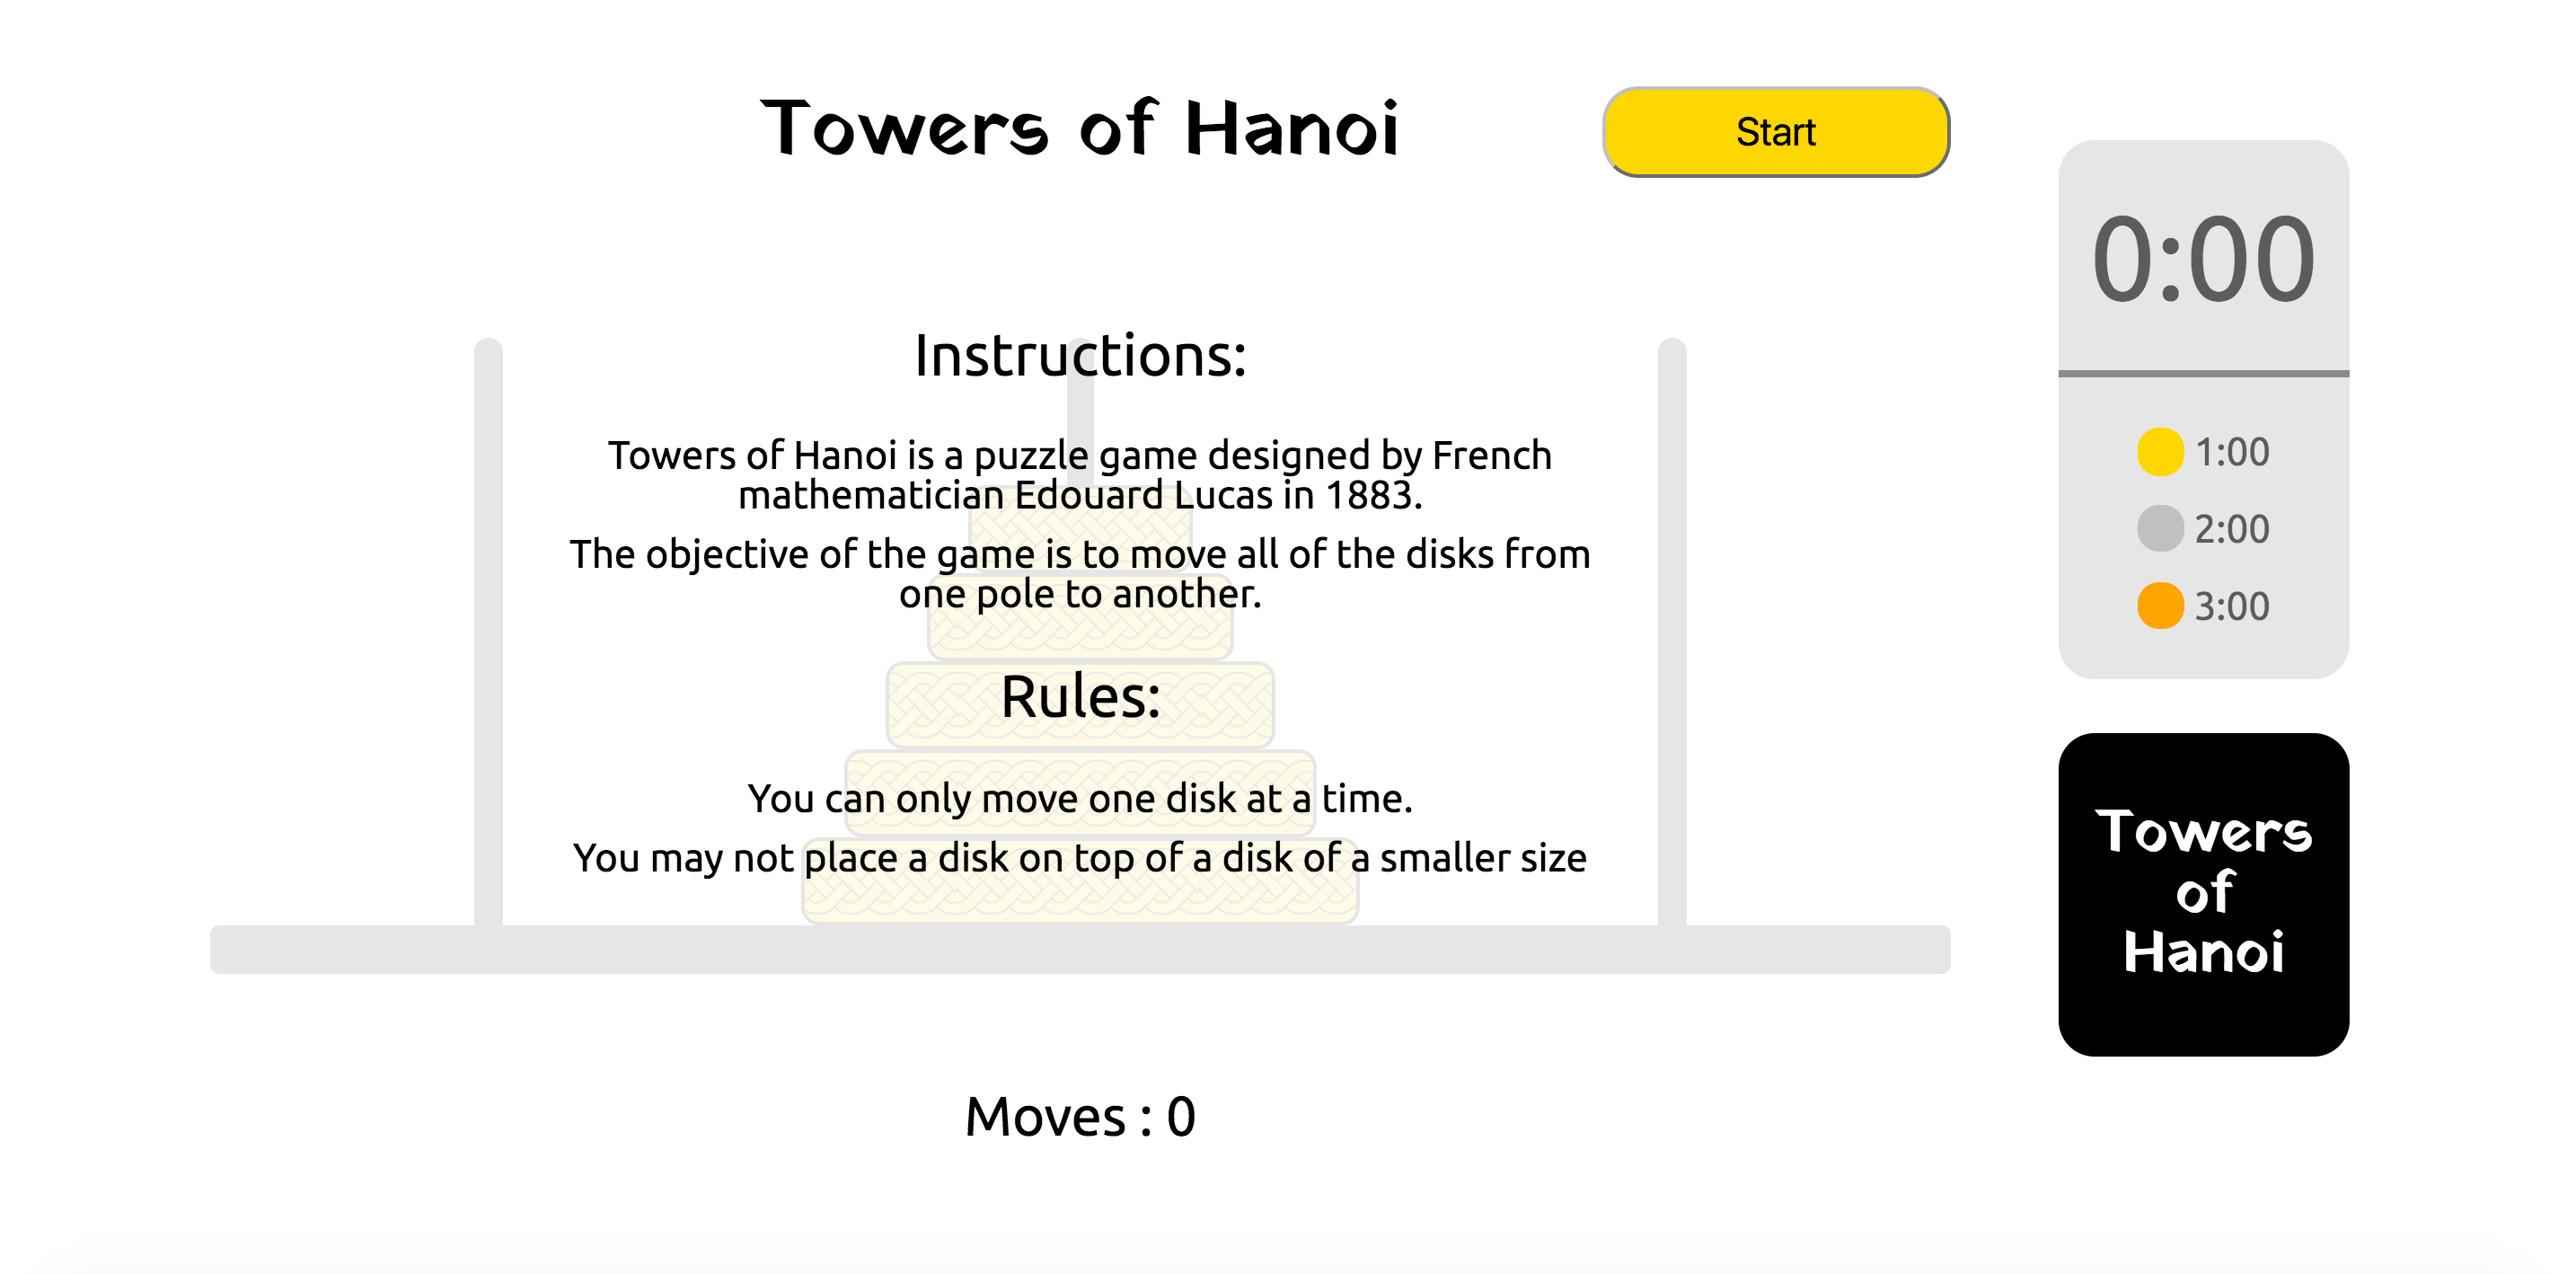 Towers of Hanoi
Start
Instructions:
Towers of Hanoi is a puzzle game designed by French
mathematician Edouard Lucas in 1883.
The objective of the game is to move all of the disks from
one pole to another.
Rules:
You can only move one disk at a time.
You may not place a disk on top of a disk of a smaller size
Moves : 0
0:00
1:00
2:00
3:00
Towers
of
Hanoi